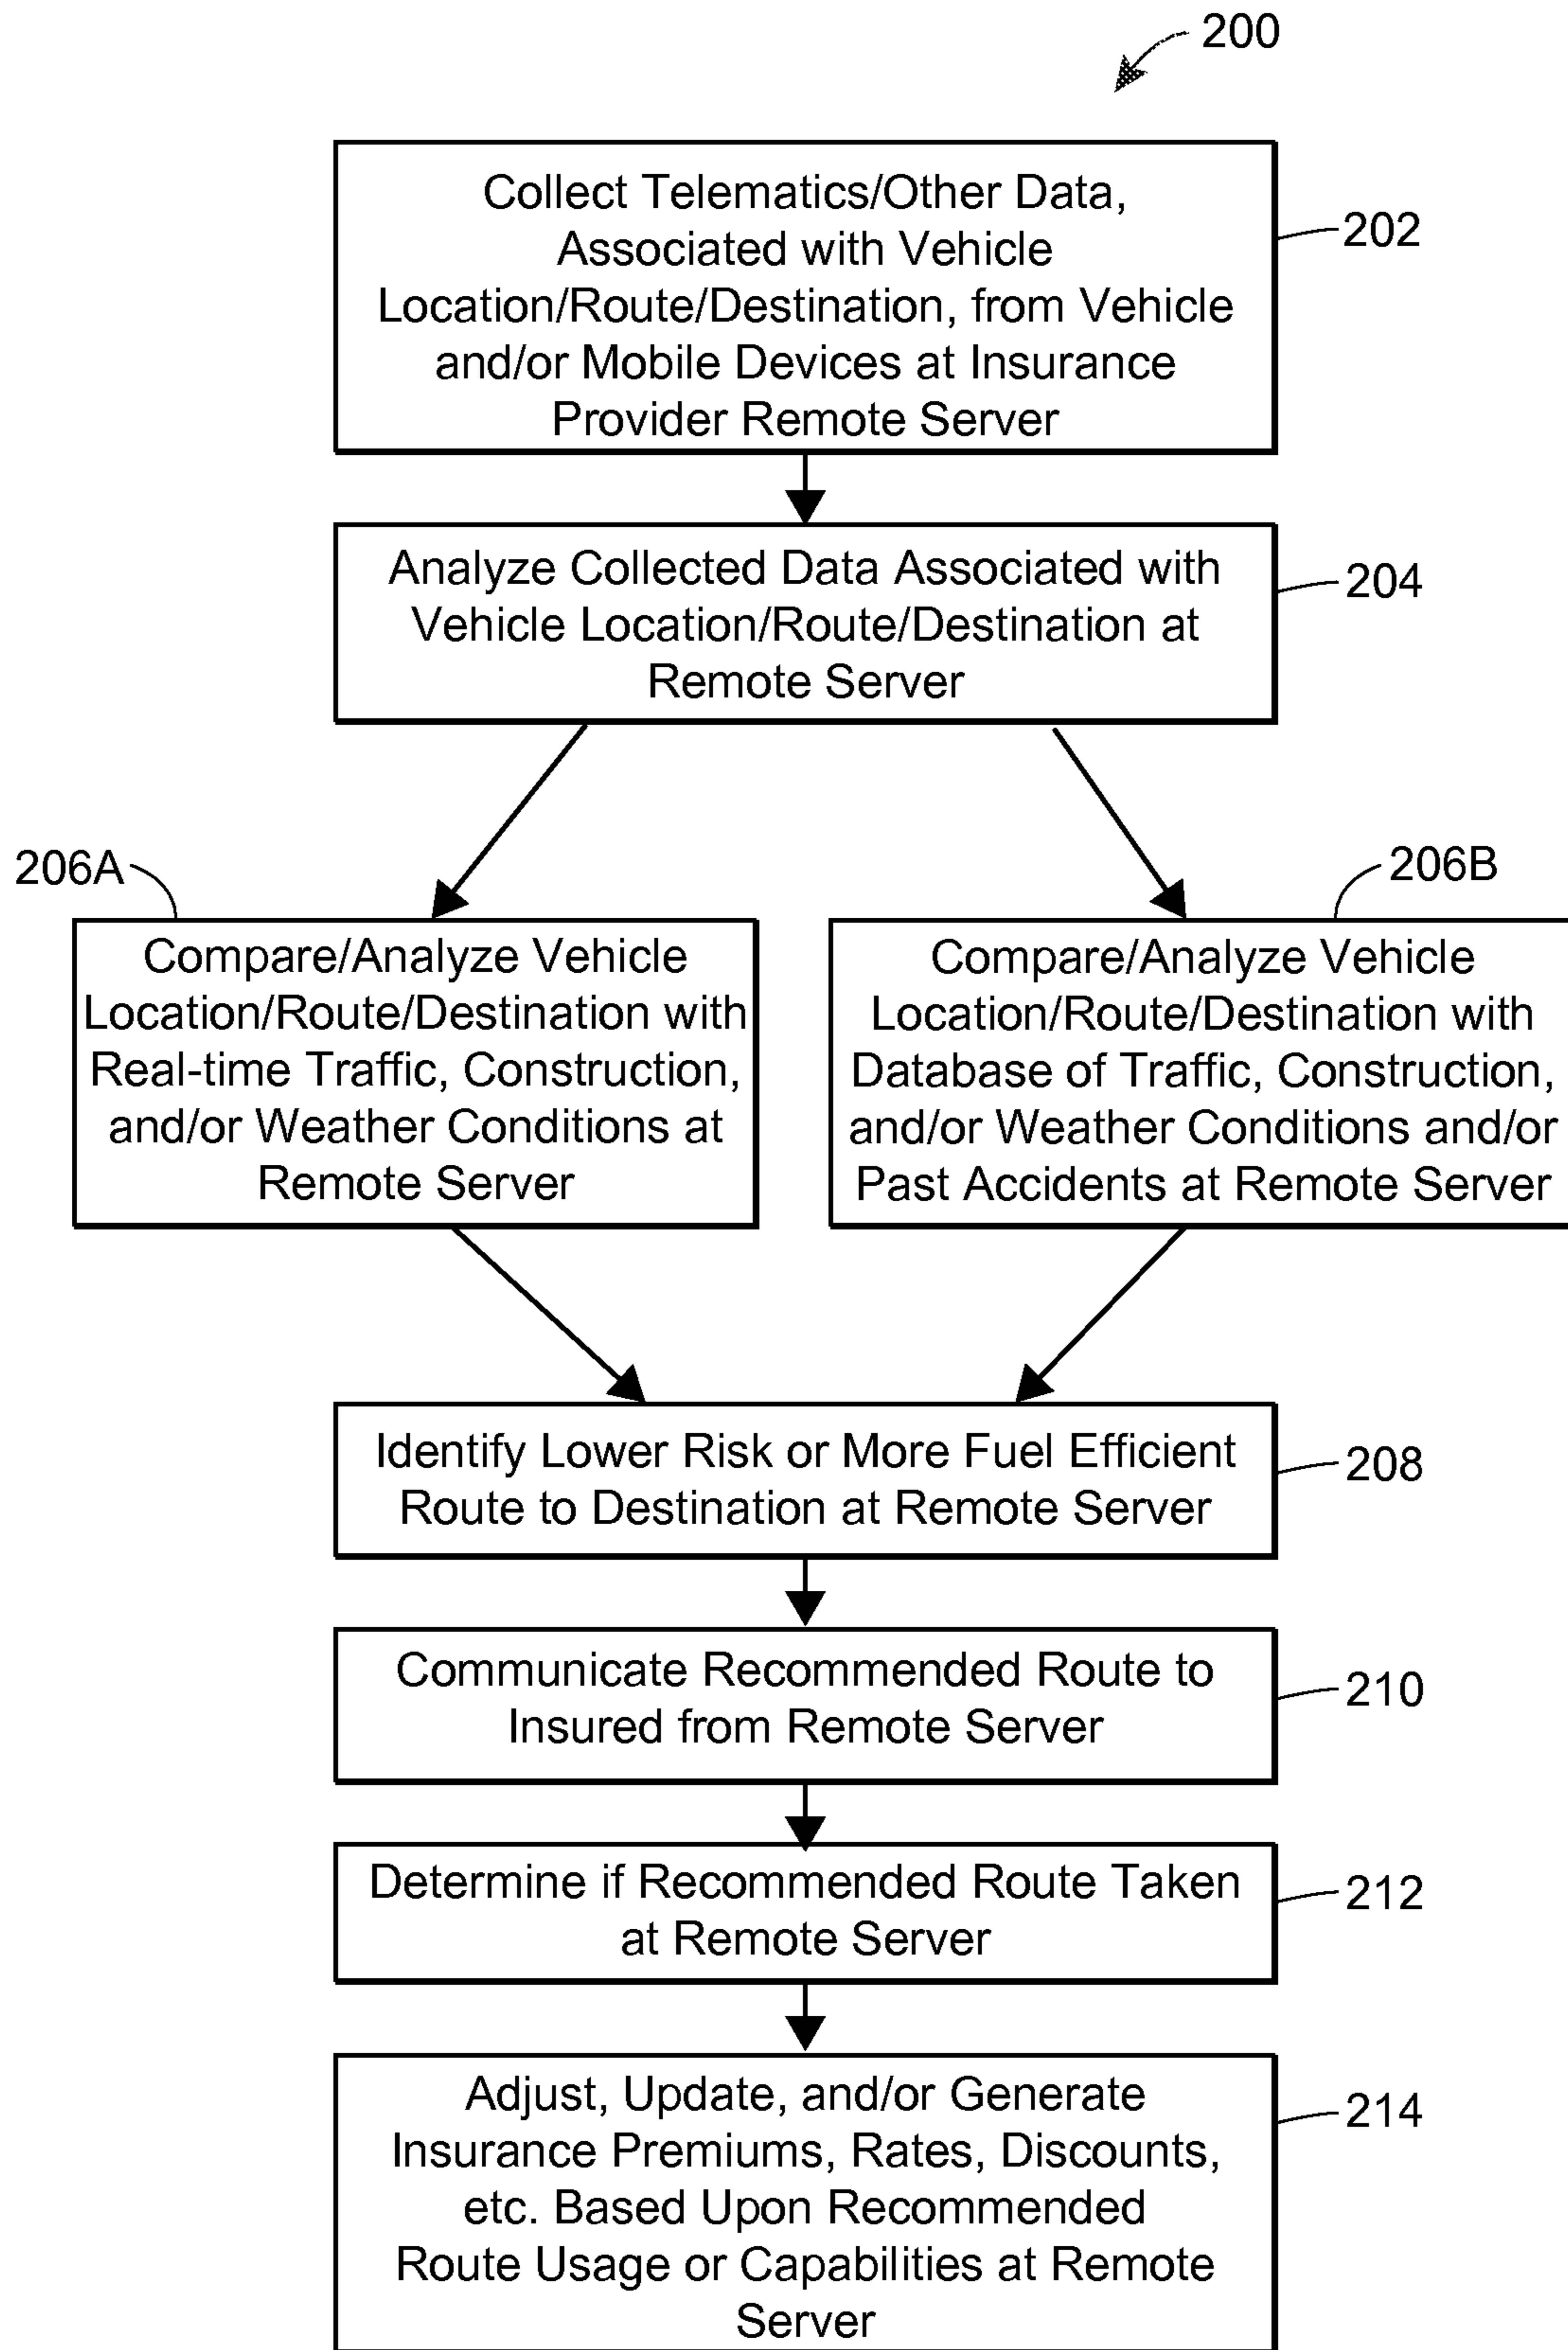 200
Collect Telematics/Other Data,
Associated with Vehicle
Location/Route/Destination, from Vehicle
and/or Mobile Devices at Insurance
Provider Remote Server
202
Analyze Collected Data Associated with
Vehicle Location/Route/Destination at
Remote Server
204
206A
Compare/Analyze Vehicle
Location/Route/Destination with
Real-time Traffic, Construction,
and/or Weather Conditions at
Remote Server
206B
Compare/Analyze Vehicle
Location/Route/Destination with
Database of Traffic, Construction,
and/or Weather Conditions and/or
Past Accidents at Remote Server
Identify Lower Risk or More Fuel Efficient
Route to Destination at Remote Server
208
Communicate Recommended Route to
Insured from Remote Server
210
Determine if Recommended Route Taken
at Remote Server
212
Adjust, Update, and/or Generate
Insurance Premiums, Rates, Discounts,
etc. Based Upon Recommended
Route Usage or Capabilities at Remote
Server
214